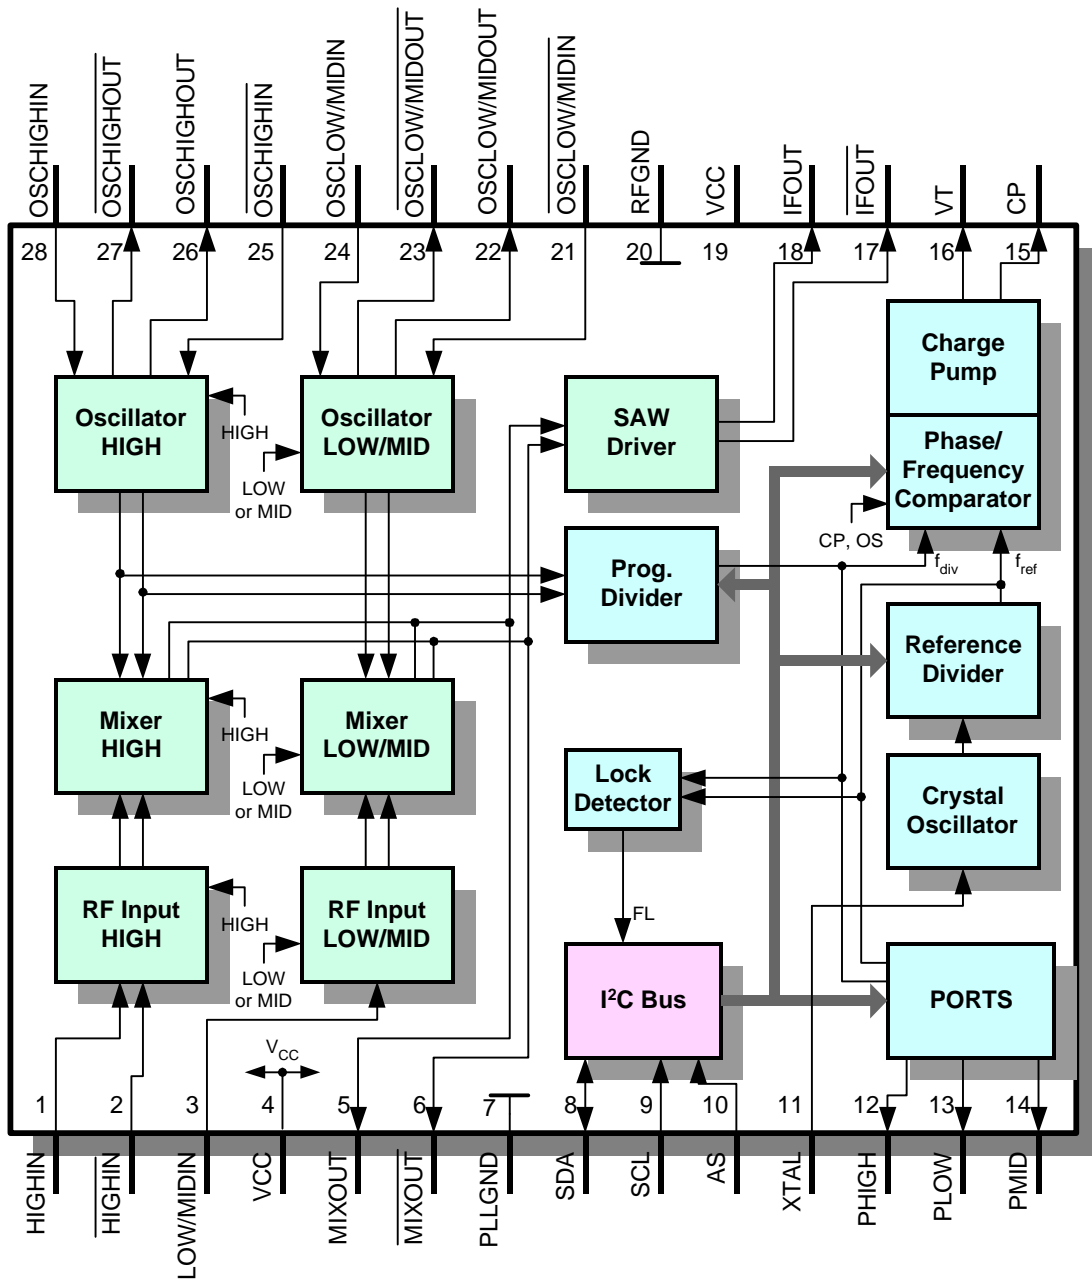 OSCHIGHIN
OSCHIGHOUT
OSCHIGHOUT
OSCHIGHIN
OSCLOW/MIDIN
OSCLOW/MIDOUT
OSCLOW/MIDOUT
OSCLOW/MIDIN
RFGND
VCC
IFOUT
IFOUT
VT
CP
28
27
26
25
24
23
22
21
20
19
18
17
16
15
Oscillator
HIGH
HIGH
Oscillator
LOW/MID
LOW
or MID
SAW
Driver
Charge
Pump
Phase/
Frequency
Comparator
CP, OS
fdiv
fref
Prog.
Divider
Reference
Divider
Mixer
HIGH
HIGH
Mixer
LOW/MID
LOW
or MID
Lock
Detector
Crystal
Oscillator
RF Input
HIGH
HIGH
RF Input
LOW/MID
LOW
or MID
FL
I²C Bus
PORTS
VCC
1
2
3
4
5
6
7
8
9
10
11
12
13
14
HIGHIN
HIGHIN
LOW/MIDIN
VCC
MIXOUT
MIXOUT
PLLGND
SDA
SCL
AS
XTAL
PHIGH
PLOW
PMID